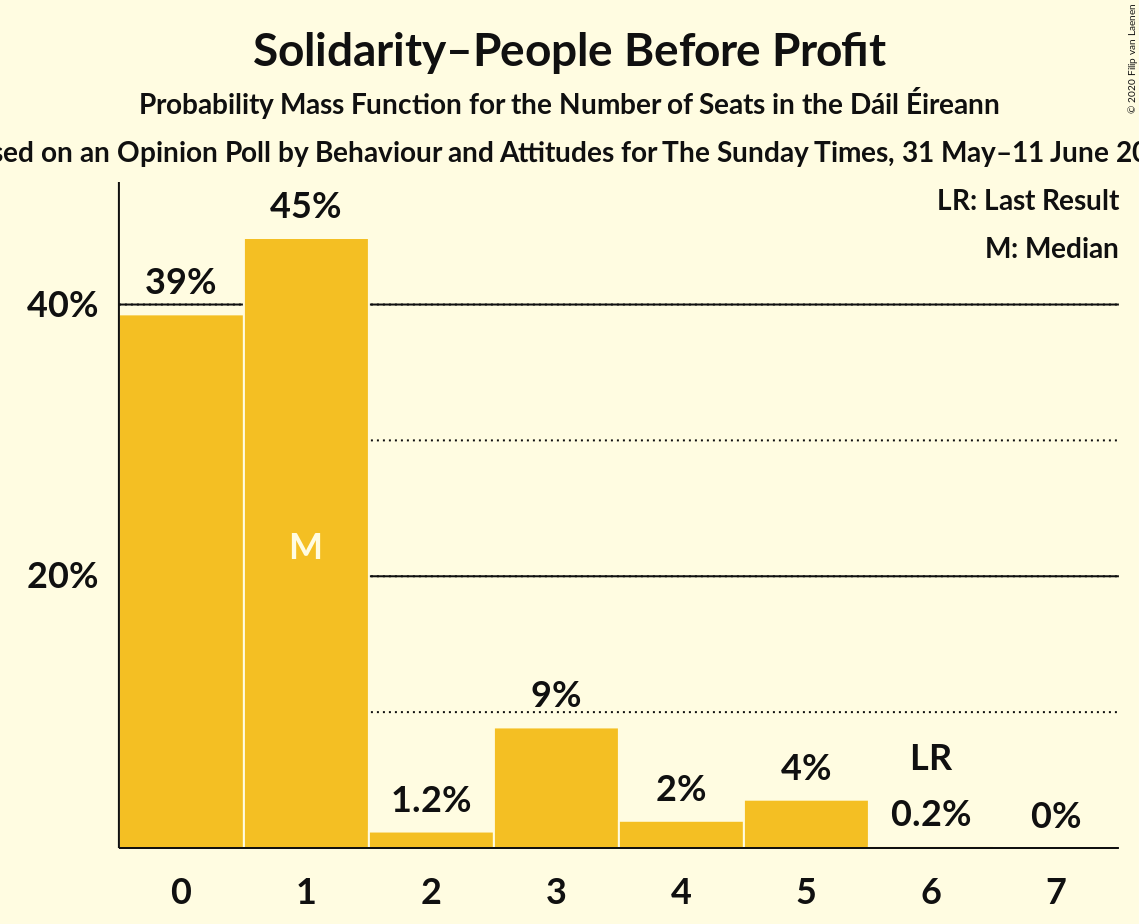 Solidarity–People Before Profit
Probability Mass Function for the Number of Seats in the Dáil Éireann
on an Opinion Poll by Behaviour and Attitudes for The Sunday Times, 31 May–11 June
© 2020 Filip van Laenen
LR: Last Result
M: Median
45%
39%
40%
M
20%
9%
LR
4%
2%
1.2%
0.2%
0%
0 1 2 3 4 5 6 7